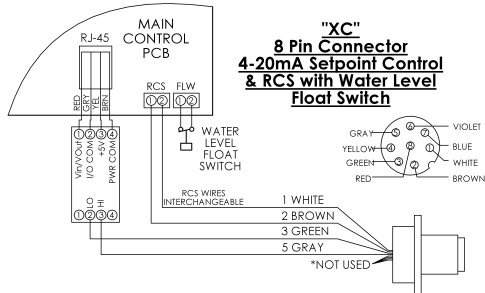 "XC"
8 Pin Connector
4-20mA Setpoint Control
& RCS with Water Level
Float Switch
MAIN
CONTROL
PCB
RJ-45
RED
GRY
YEL
BRN
RCS FLW
1 2 1 2
WATER
LEVEL
FLOAT
SWITCH
1 2 3 4
Vin/VOut
I/O COM
+5V
PWR COM
LO
HI
1 2 3 4
RCS WIRES
INTERCHANGEABLE
1 WHITE
2 BROWN
3 GREEN
5 GRAY
*NOT USED
GRAY 5
6 VIOLET
7 BLUE
YELLOW 4
8
1 WHITE
GREEN 3
2 BROWN
RED